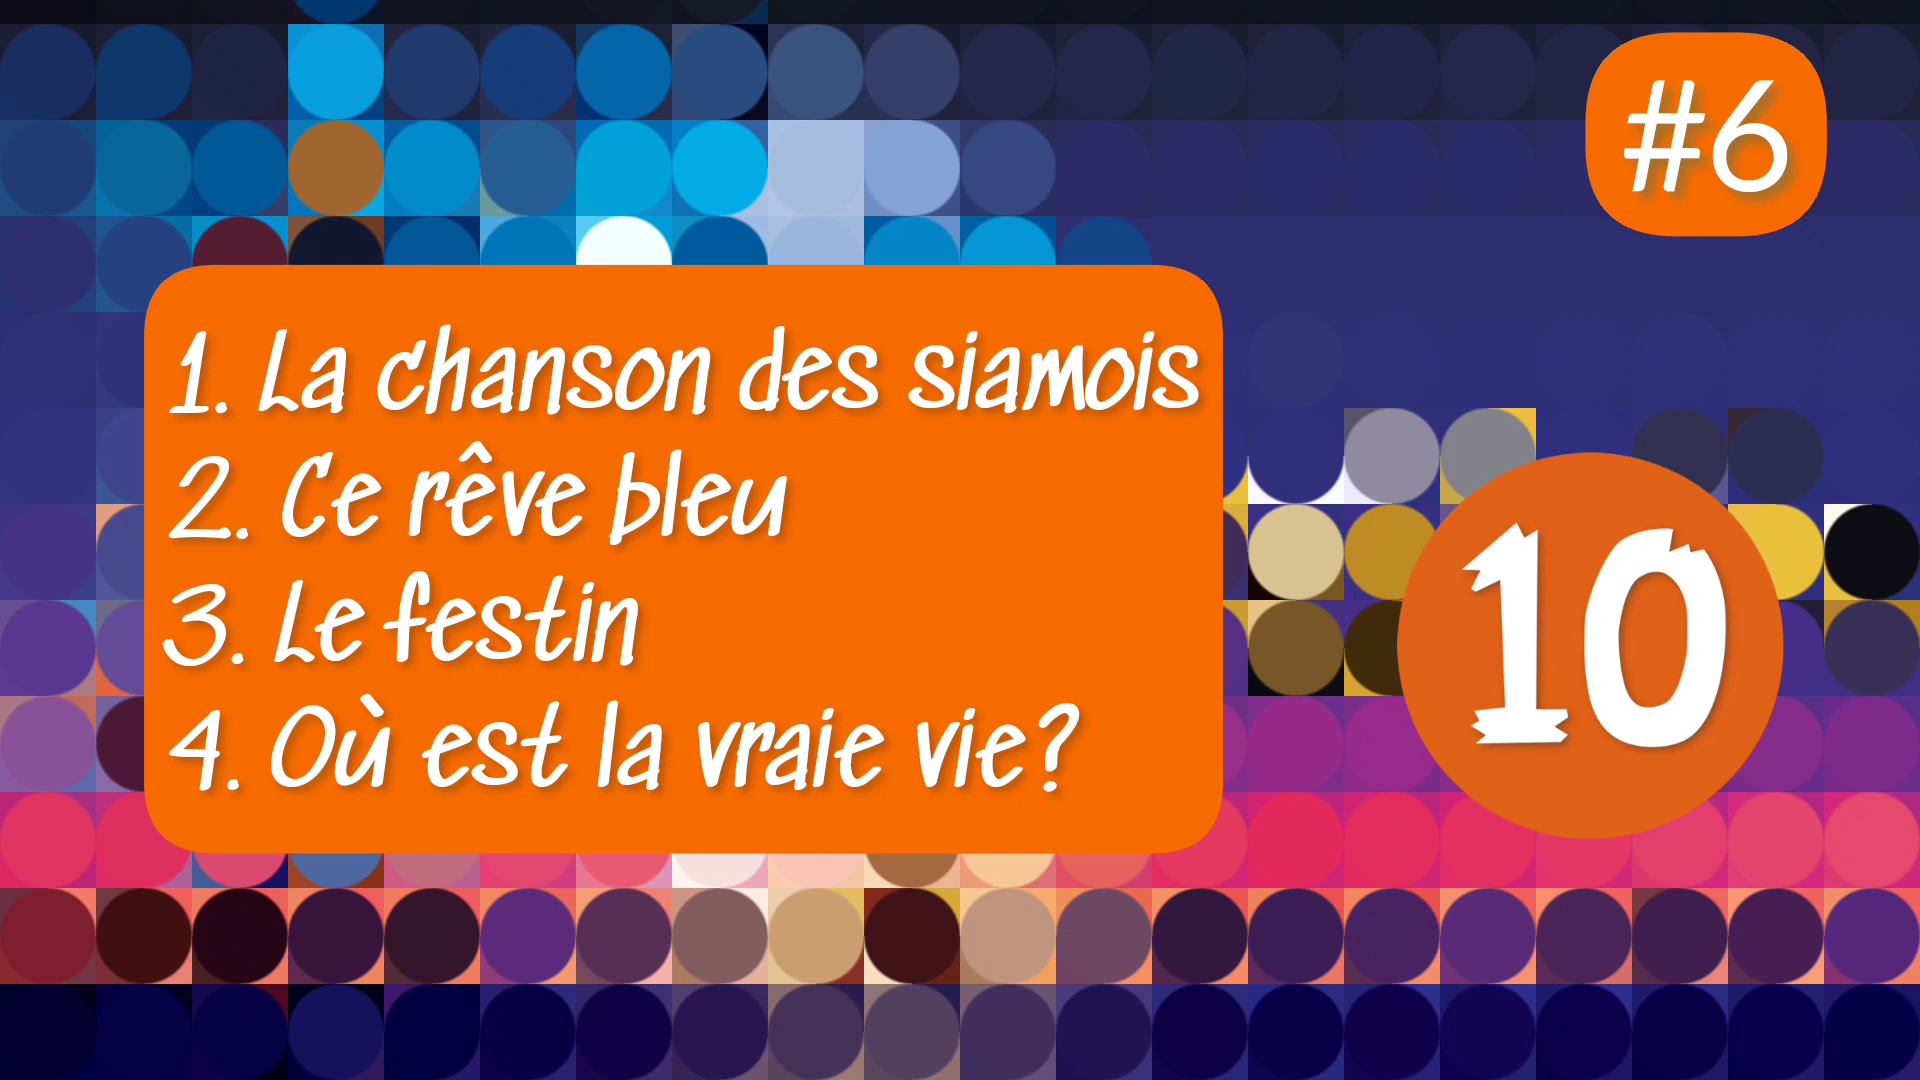 #6
1. La chanson des siamois
2. Ce rêve bleu
3. Le festin
4. Où est la vraie vie?
10